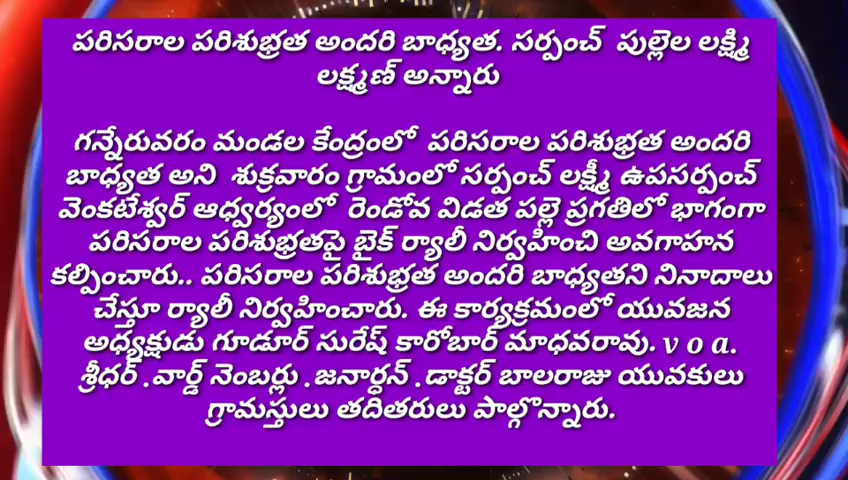 పరిసరాల పరిశుభ్రత అందరి బాధ్యత. సర్పంచ్ పుల్లెల లక్ష్మి
లక్ష్మణ్ అన్నారు
గన్నేరువరం మండల కేంద్రంలో పరిసరాల పరిశుభ్రత అందరి
బాధ్యత అని శుక్రవారం గ్రామంలో సర్పంచ్ లక్ష్మీ ఉపసర్పంచ్
వెంకటేశ్వర్ ఆధ్వర్యంలో రెండోవ విడత పల్లె ప్రగతిలో భాగంగా
పరిసరాల పరిశుభ్రతపై బైక్ ర్యాలీ నిర్వహించి అవగాహన
కల్పించారు.. పరిసరాల పరిశుభ్రత అందరి బాధ్యతని నినాదాలు
చేస్తూ ర్యాలీ నిర్వహించారు. ఈ కార్యక్రమంలో యువజన
అధ్యక్షుడు గూడూర్ సురేష్ కారోబార్ మాధవరావు. v o a.
శ్రీధర్ .వార్డ్ నెంబర్లు .జనార్ధన్ .డాక్టర్ బాలరాజు యువకులు
గ్రామస్తులు తదితరులు పాల్గొన్నారు.